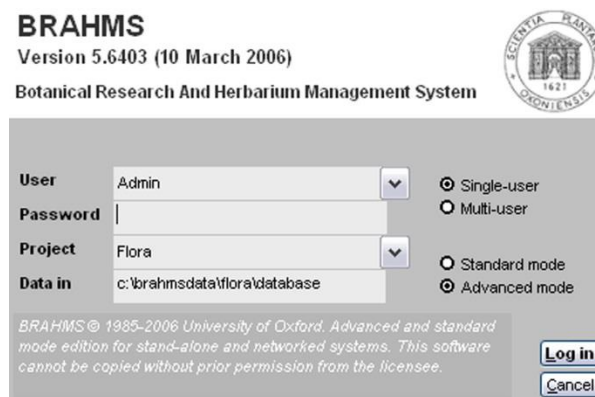 BRAHMS
Version 5.6403 (10 March 2006)
Botanical Research And Herbarium Management System
SCIENTIA PLANTAR
1621
OXONIENSIS
User Admin
Single-user
Password
Multi-user
Project Flora
Standard mode
Data in c:\brahmsdata\flora\database
Advanced mode
BRAHMS © 1985-2006 University of Oxford. Advanced and standard
mode edition for stand-alone and networked systems. This software
cannot be copied without prior permission from the licensee.
Log in
Cancel